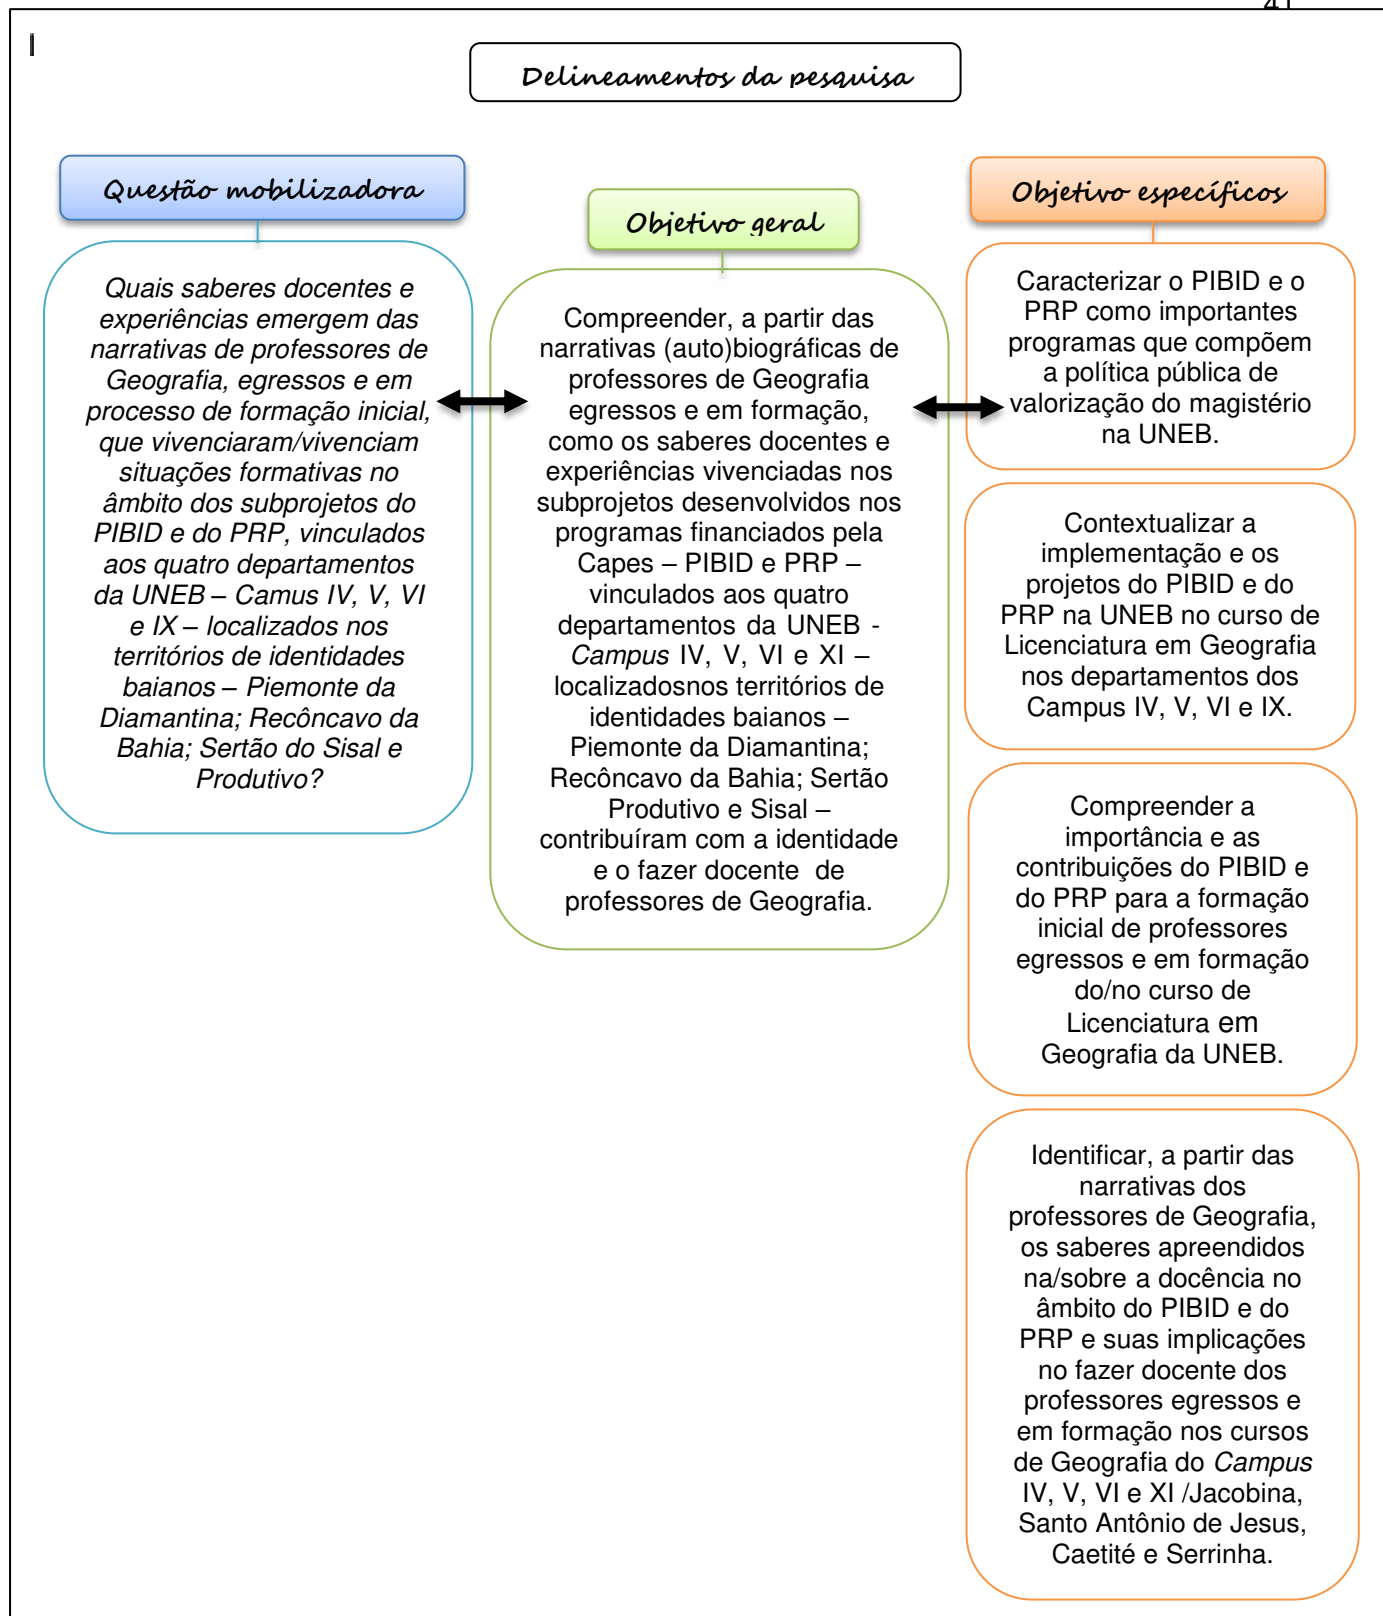 41
Delineamentos da pesquisa
Questão mobilizadora
Quais saberes docentes e
experiências emergem das
narrativas de professores de
Geografia, egressos e em
processo de formação inicial,
que vivenciaram/vivenciam
situações formativas no
âmbito dos subprojetos do
PIBID e do PRP, vinculados
aos quatro departamentos
da UNEB – Camus IV, V, VI
e IX – localizados nos
territórios de identidades
baianos – Piemonte da
Diamantina; Recôncavo da
Bahia; Sertão do Sisal e
Produtivo?
Objetivo geral
Compreender, a partir das
narrativas (auto)biográficas de
professores de Geografia
egressos e em formação,
como os saberes docentes e
experiências vivenciadas nos
subprojetos desenvolvidos nos
programas financiados pela
Capes – PIBID e PRP –
vinculados aos quatro
departamentos da UNEB -
Campus IV, V, VI e XI –
localizadosnos territórios de
identidades baianos –
Piemonte da Diamantina;
Recôncavo da Bahia; Sertão
Produtivo e Sisal –
contribuíram com a identidade
e o fazer docente de
professores de Geografia.
Objetivo específicos
Caracterizar o PIBID e o
PRP como importantes
programas que compõem
a política pública de
valorização do magistério
na UNEB.
Contextualizar a
implementação e os
projetos do PIBID e do
PRP na UNEB no curso de
Licenciatura em Geografia
nos departamentos dos
Campus IV, V, VI e IX.
Compreender a
importância e as
contribuições do PIBID e
do PRP para a formação
inicial de professores
egressos e em formação
do/no curso de
Licenciatura em
Geografia da UNEB.
Identificar, a partir das
narrativas dos
professores de Geografia,
os saberes apreendidos
na/sobre a docência no
âmbito do PIBID e do
PRP e suas implicações
no fazer docente dos
professores egressos e
em formação nos cursos
de Geografia do Campus
IV, V, VI e XI /Jacobina,
Santo Antônio de Jesus,
Caetité e Serrinha.